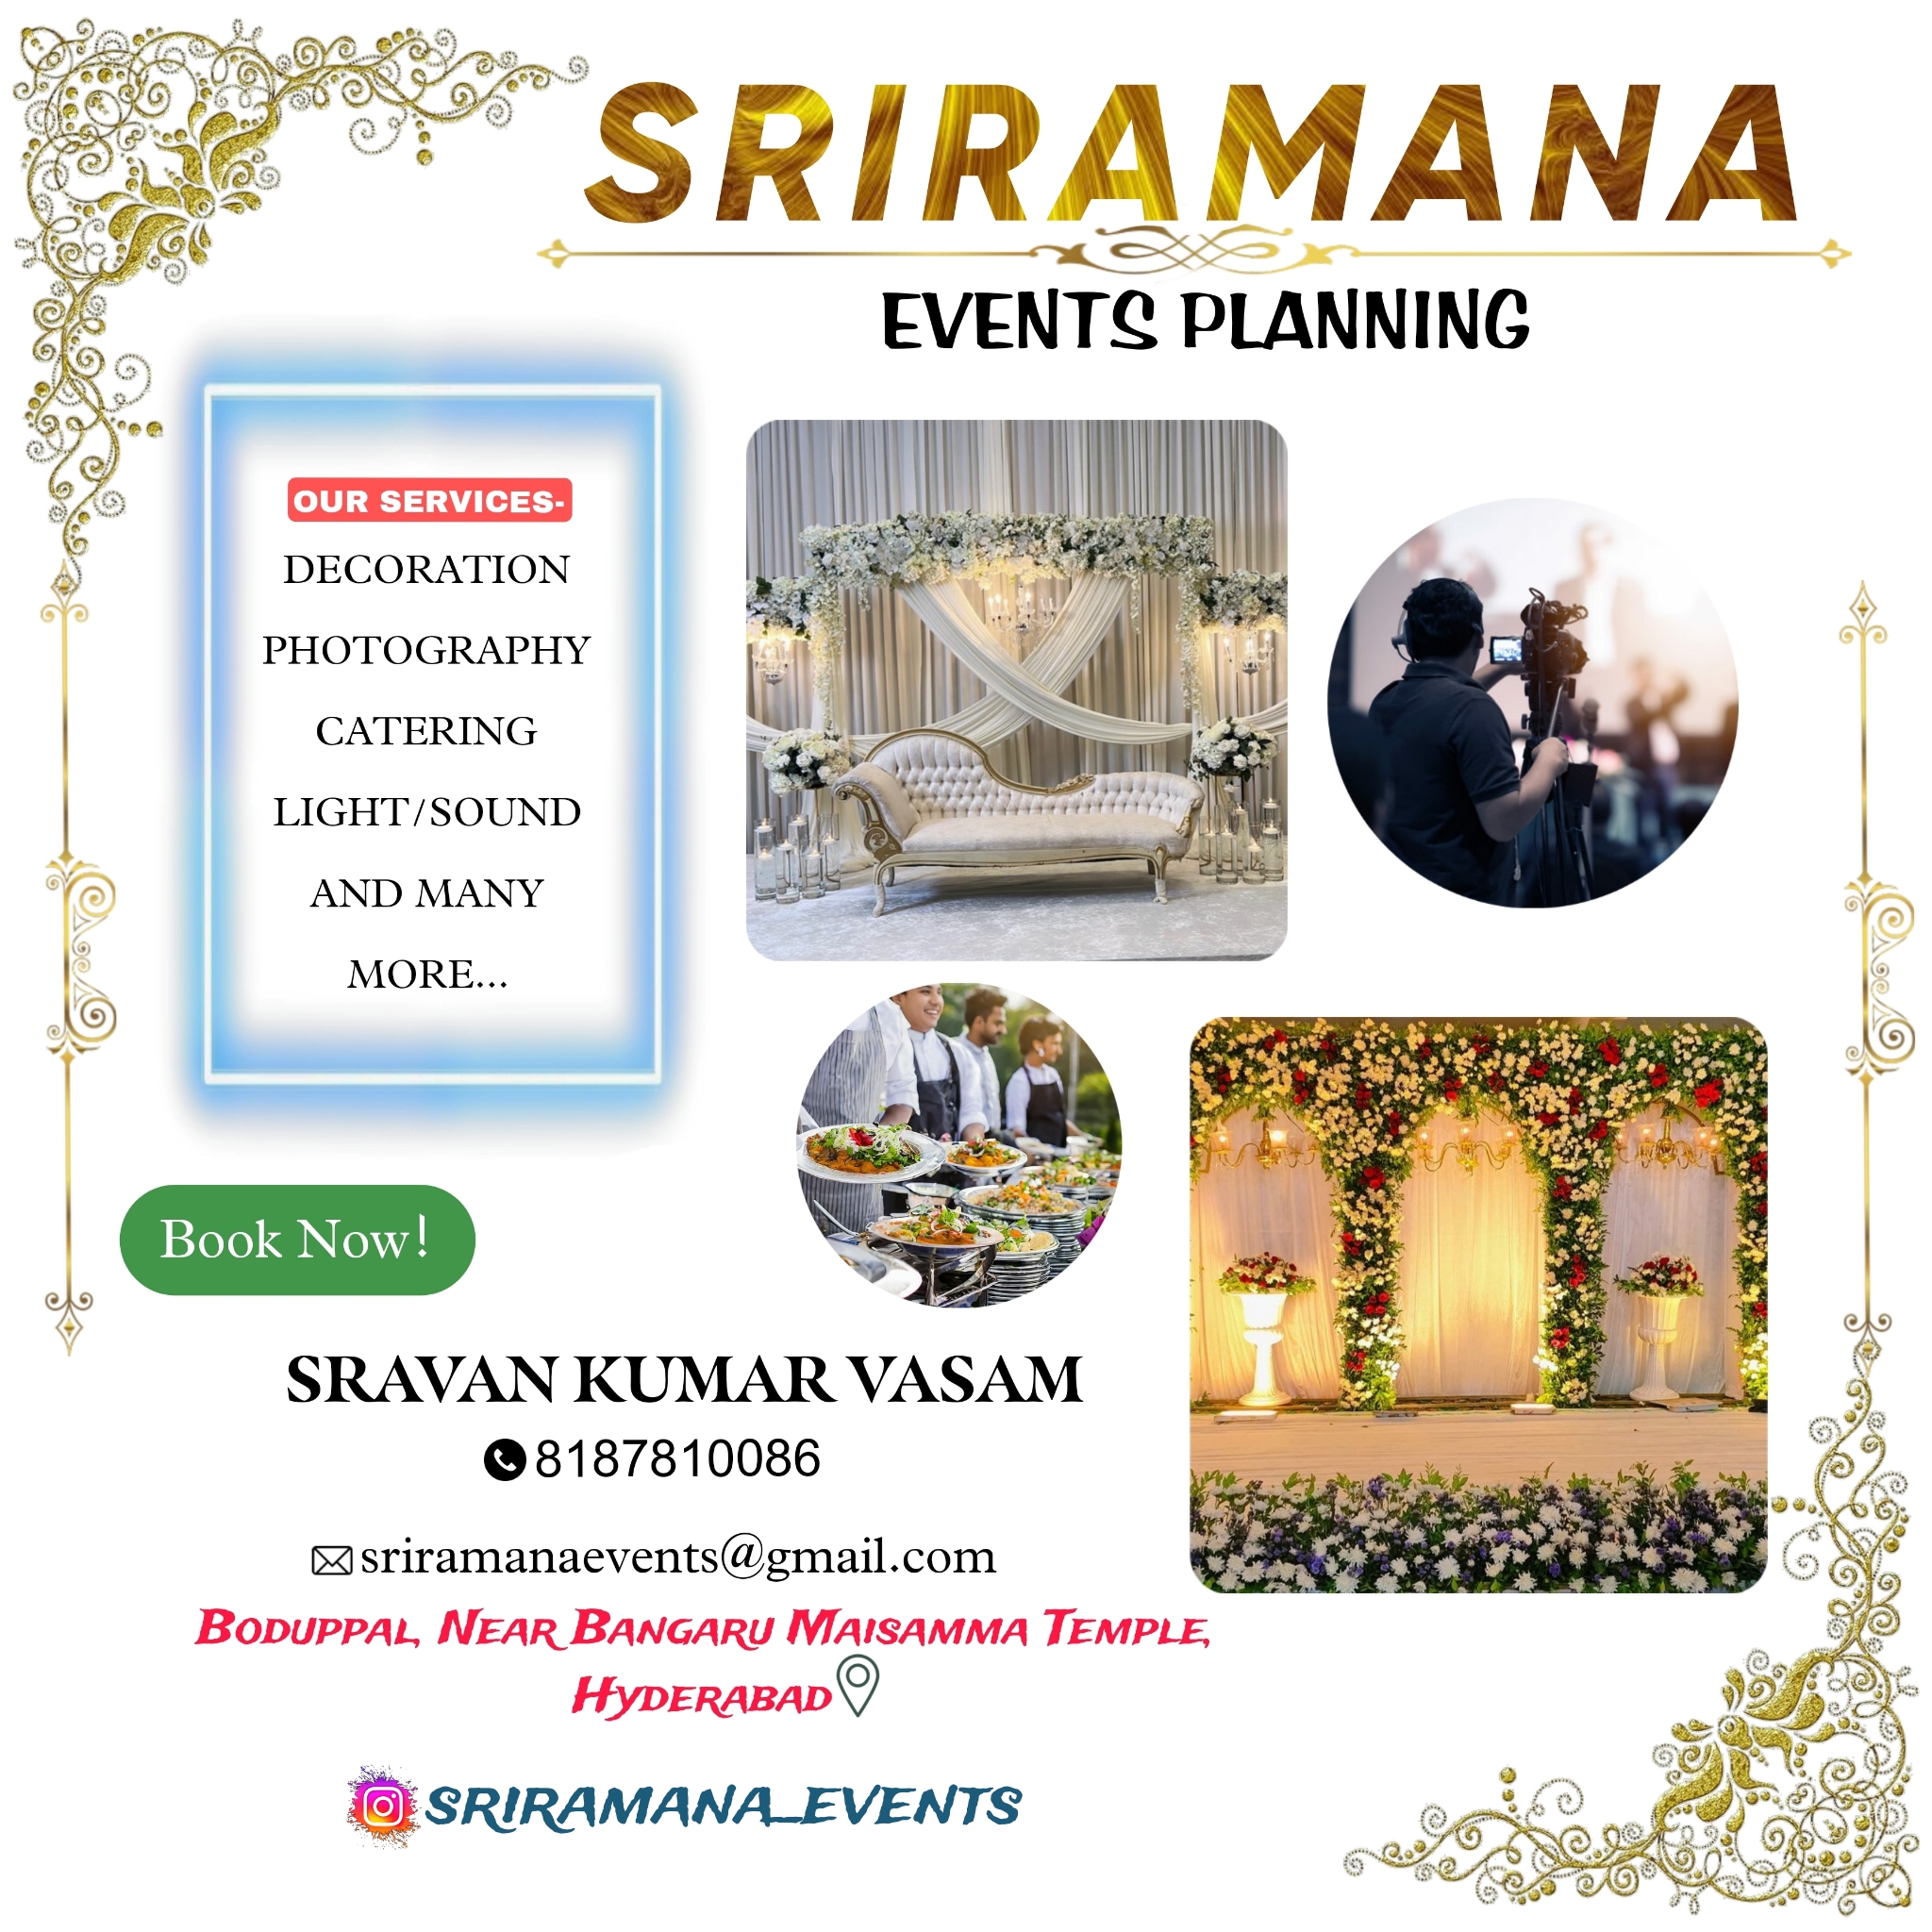 SRIRAMANA
EVENTS PLANNING
OUR SERVICES-
DECORATION
PHOTOGRAPHY
CATERING
LIGHT/SOUND
AND MANY
MORE...
Book Now!
SRAVAN KUMAR VASAM
8187810086
sriramanaevents@gmail.com
BODUPPAL, NEAR BANGARU MAISAMMA TEMPLE,
HYDERABAD
SRIRAMANA_EVENTS